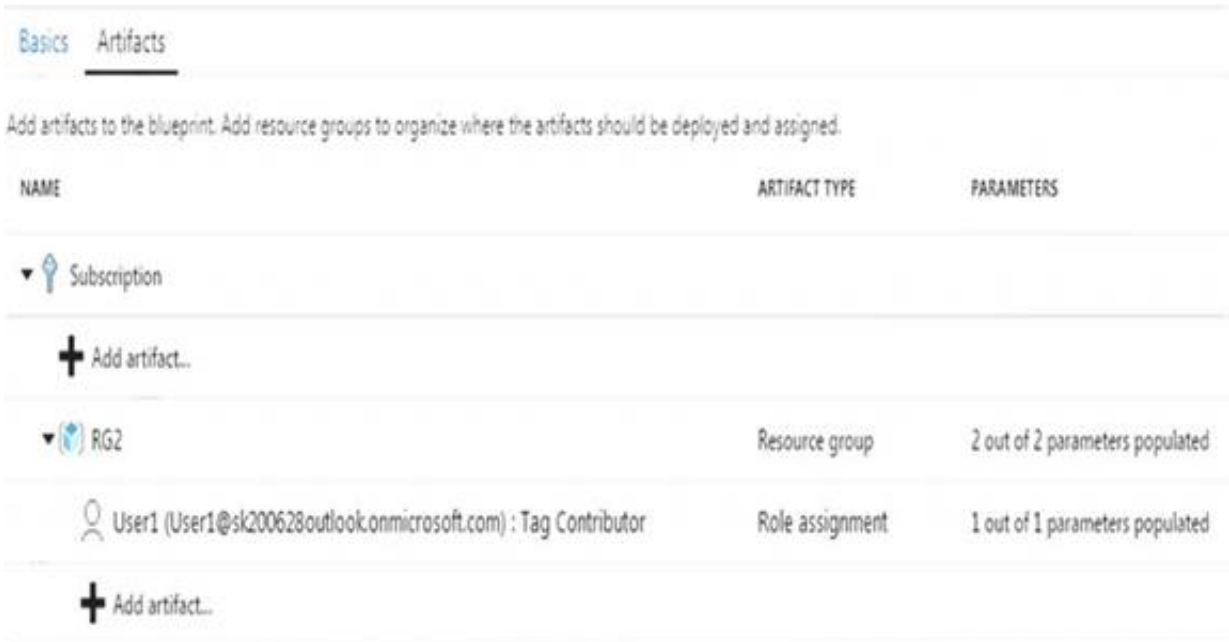 Basics Artifacts
Add artifacts to the blueprint. Add resource groups to organize where the artifacts should be deployed and assigned.
NAME ARTIFACT TYPE PARAMETERS
Subscription
Add artifact...
RG2 Resource group 2 out of 2 parameters populated
User1 (User1@sk200628outlook.onmicrosoft.com) : Tag Contributor Role assignment 1 out of 1 parameters populated
Add artifact...